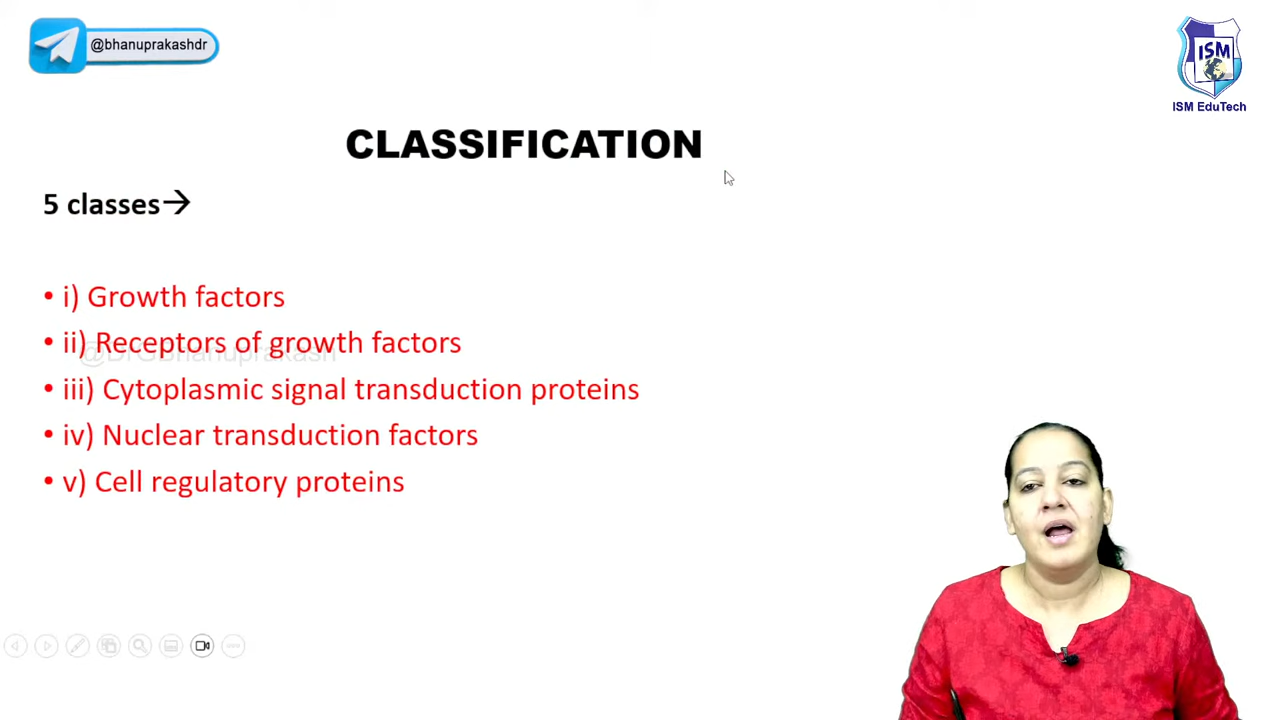 @bhanuprakashdr
ISM
ISM EduTech
CLASSIFICATION
5 classes→
• i) Growth factors
• ii) Receptors of growth factors
@DrGBhanuprakash
• iii) Cytoplasmic signal transduction proteins
• iv) Nuclear transduction factors
• v) Cell regulatory proteins